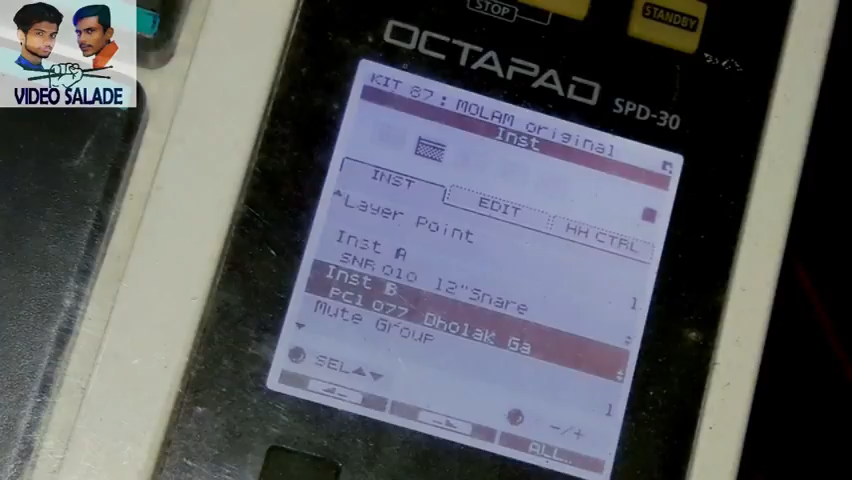 VIDEO SALADE
STOP
STANDBY
OCTAPAD SPD-30
KIT 87: MOLAM original
Inst
INST EDIT HH CTRL
Layer Point
1
Inst A
SNR 010 12"Snare
Inst B
PC1 077 Dholak Ga
Mute Group
1
SEL -/+
ALL...